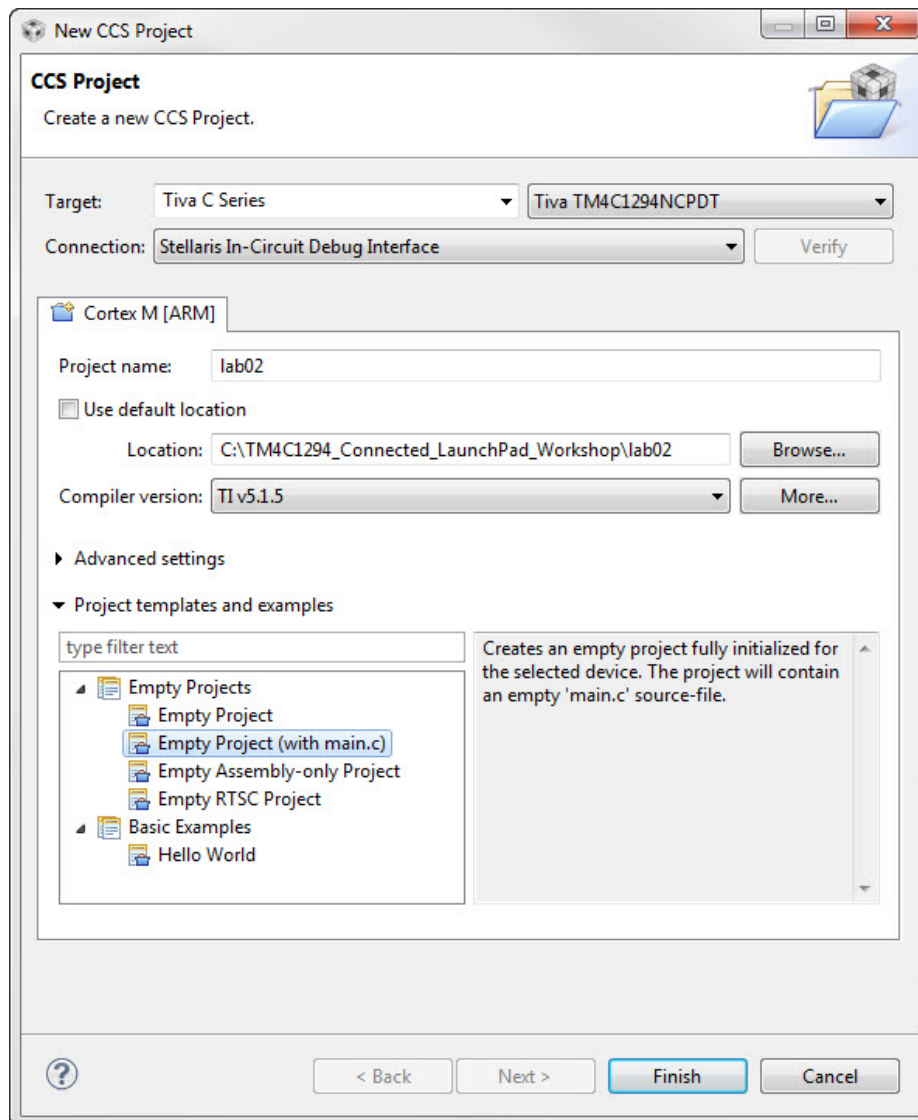 New CCS Project
CCS Project
Create a new CCS Project.
Target: Tiva C Series Tiva TM4C1294NCPDT
Connection: Stellaris In-Circuit Debug Interface Verify
Cortex M [ARM]
Project name: lab02
Use default location
Location: C:\TM4C1294_Connected_LaunchPad_Workshop\lab02 Browse...
Compiler version: TI v5.1.5 More...
Advanced settings
Project templates and examples
type filter text
Empty Projects
Empty Project
Empty Project (with main.c)
Empty Assembly-only Project
Empty RTSC Project
Basic Examples
Hello World
Creates an empty project fully initialized for
the selected device. The project will contain
an empty 'main.c' source-file.
? < Back Next > Finish Cancel